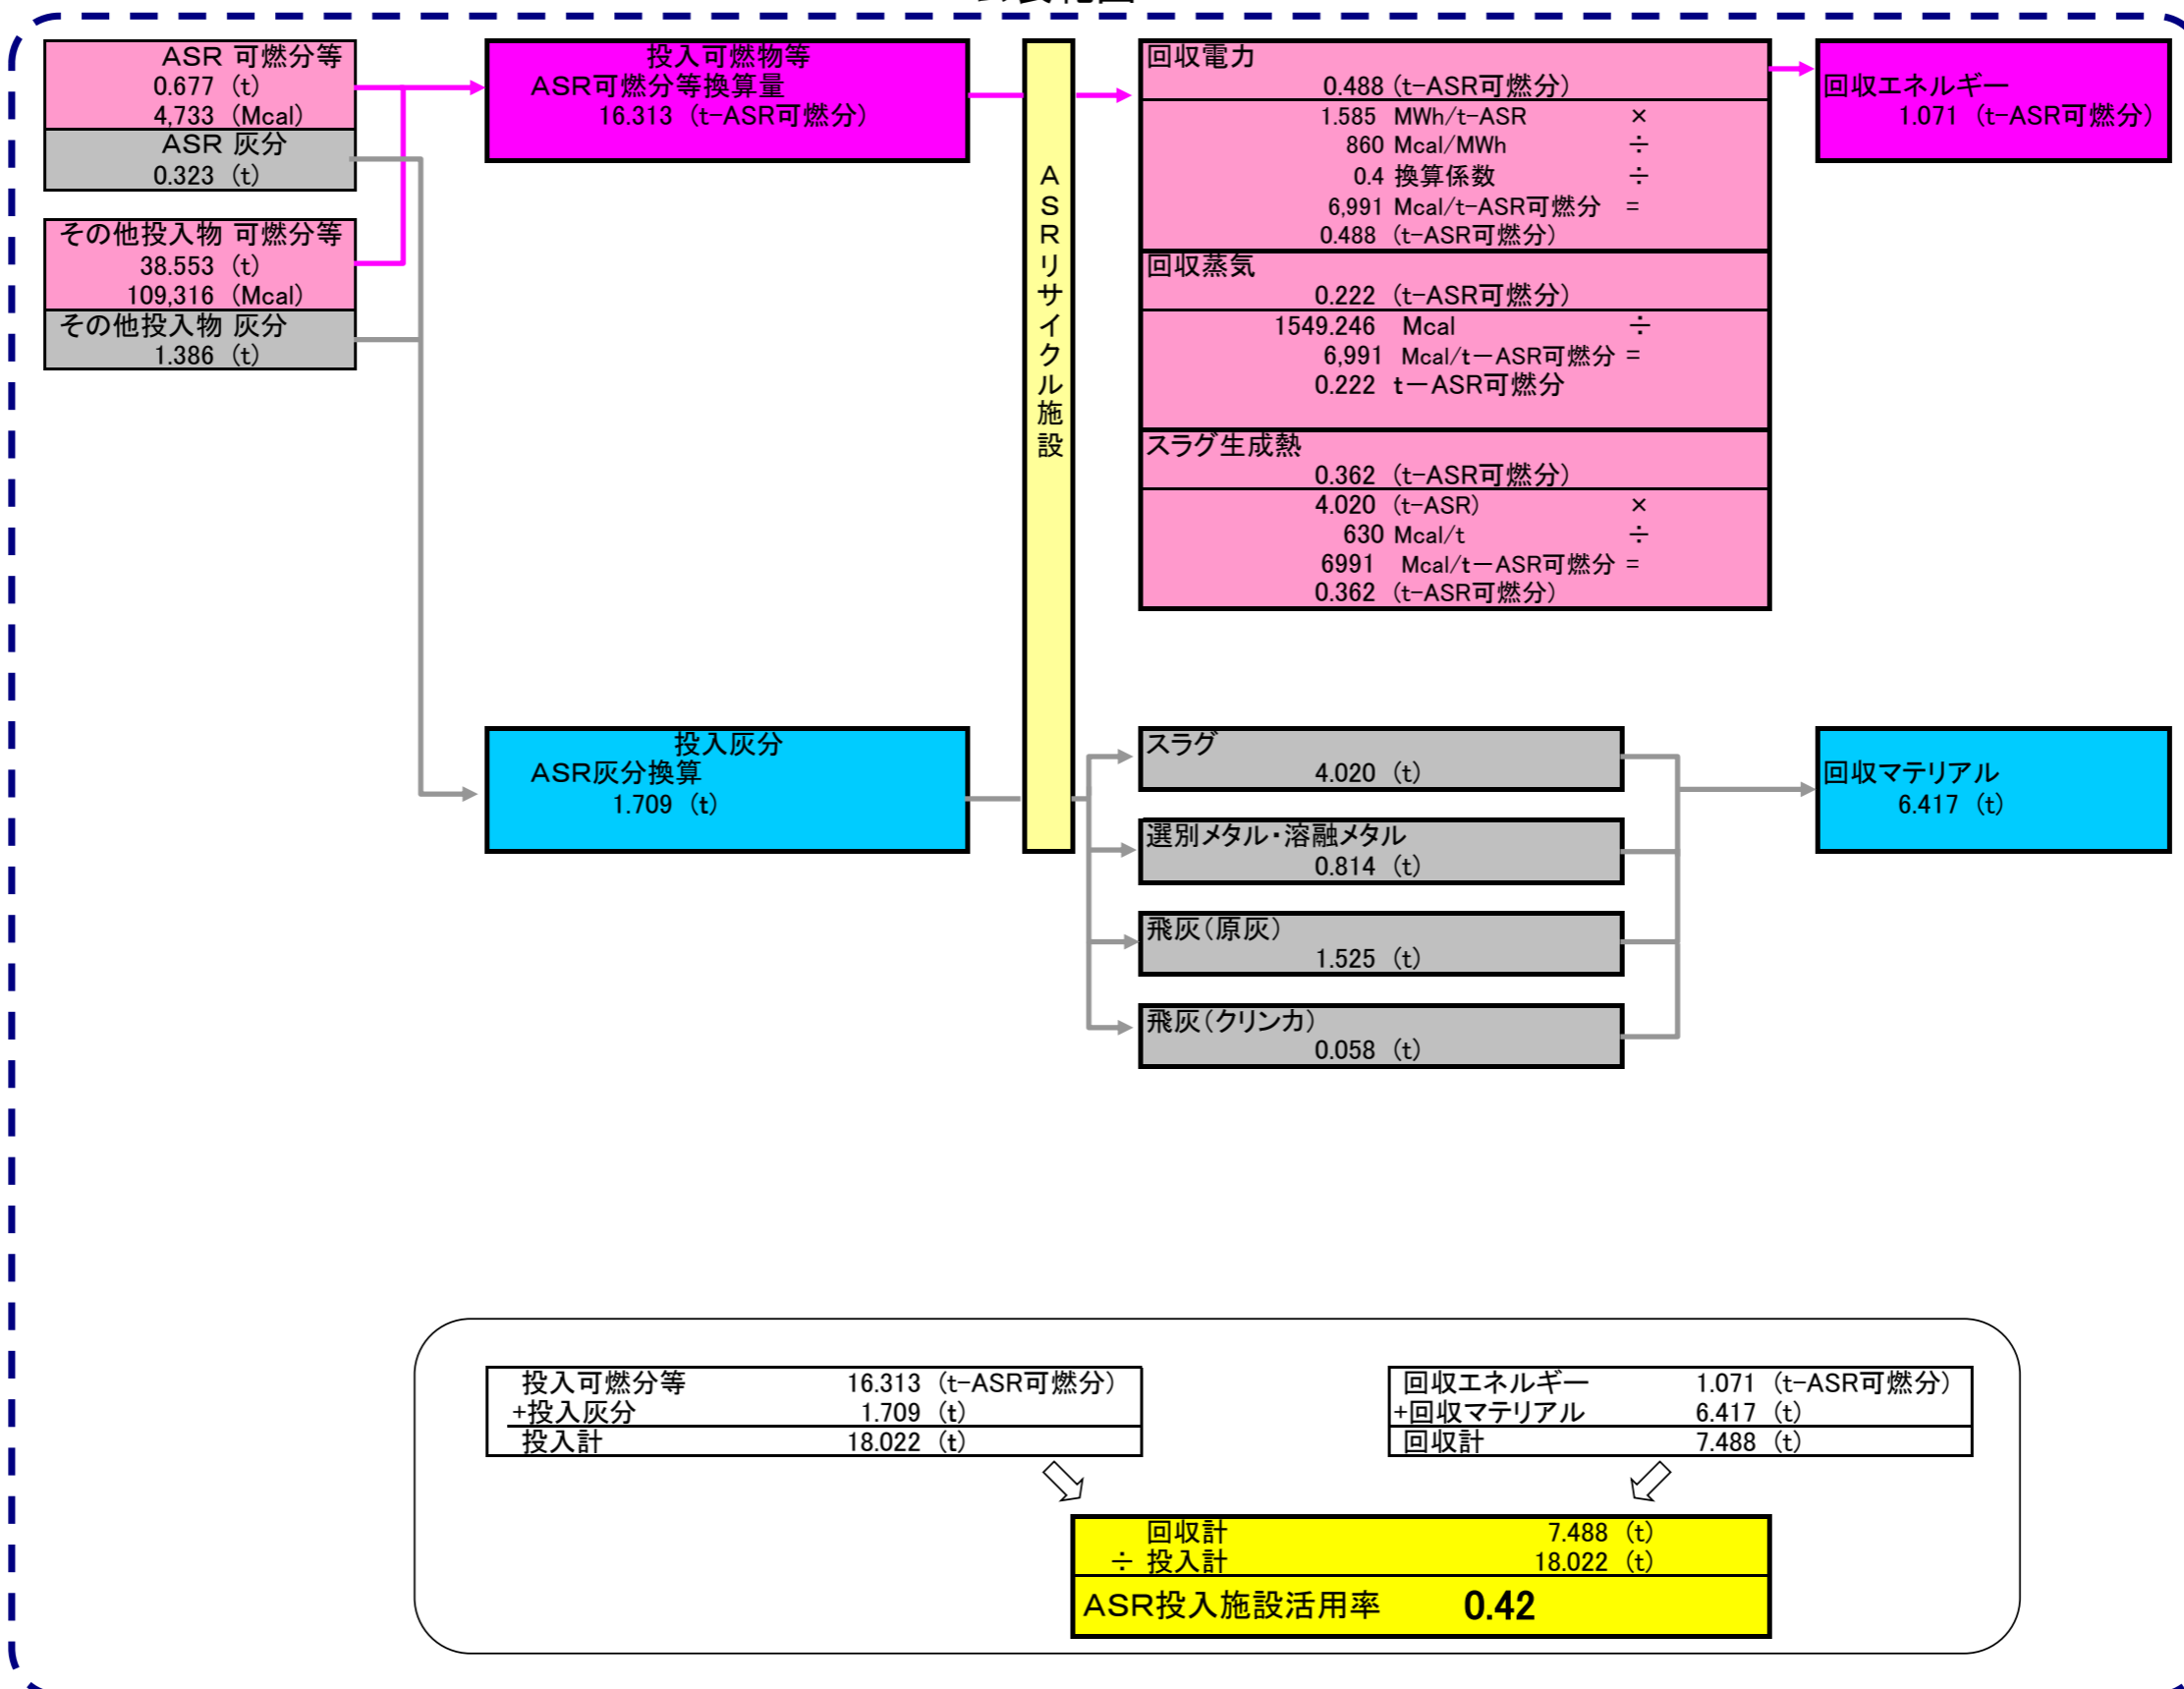 ASR 可燃分等
0.677 (t)
4,733 (Mcal)
ASR 灰分
0.323 (t)
その他投入物 可燃分等
38.553 (t)
109,316 (Mcal)
その他投入物 灰分
1.386 (t)
投入可燃物等
ASR可燃分等換算量
16.313 (t-ASR可燃分)
投入灰分
ASR灰分換算
1.709 (t)
ASRリサイクル施設
回収電力
0.488 (t-ASR可燃分)
1.585 MWh/t-ASR ×
860 Mcal/MWh ÷
0.4 換算係数 ÷
6,991 Mcal/t-ASR可燃分 =
0.488 (t-ASR可燃分)
回収蒸気
0.222 (t-ASR可燃分)
1549.246 Mcal ÷
6,991 Mcal/t－ASR可燃分 =
0.222 t－ASR可燃分
スラグ生成熱
0.362 (t-ASR可燃分)
4.020 (t-ASR) ×
630 Mcal/t ÷
6991 Mcal/t－ASR可燃分 =
0.362 (t-ASR可燃分)
回収エネルギー
1.071 (t-ASR可燃分)
スラグ
4.020 (t)
選別メタル・溶融メタル
0.814 (t)
飛灰(原灰)
1.525 (t)
飛灰(クリンカ)
0.058 (t)
回収マテリアル
6.417 (t)
投入可燃分等 16.313 (t-ASR可燃分)
+投入灰分 1.709 (t)
投入計 18.022 (t)
回収エネルギー 1.071 (t-ASR可燃分)
+回収マテリアル 6.417 (t)
回収計 7.488 (t)
回収計 7.488 (t)
÷ 投入計 18.022 (t)
ASR投入施設活用率 0.42